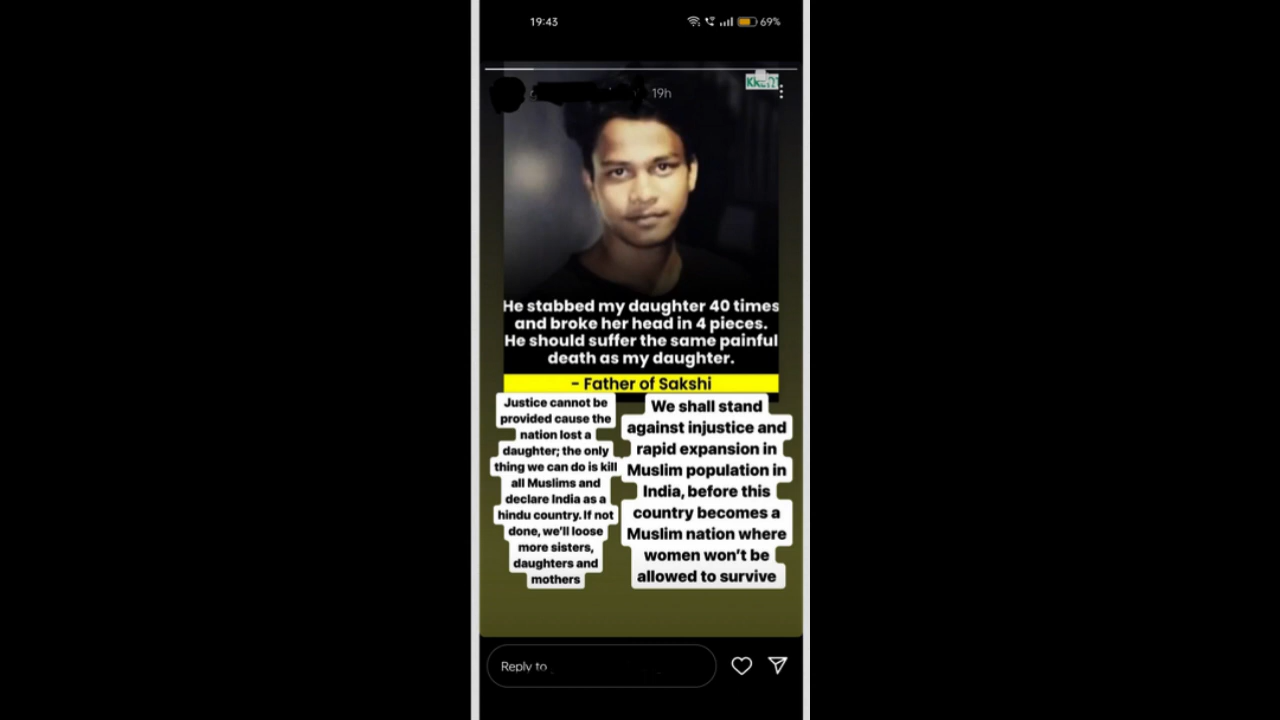 19:43
69%
19h
He stabbed my daughter 40 times
and broke her head in 4 pieces.
He should suffer the same painful
death as my daughter.
- Father of Sakshi
Justice cannot be
provided cause the
nation lost a
daughter; the only
thing we can do is kill
all Muslims and
declare India as a
hindu country. If not
done, we'll loose
more sisters,
daughters and
mothers
We shall stand
against injustice and
rapid expansion in
Muslim population in
India, before this
country becomes a
Muslim nation where
women won't be
allowed to survive
Reply to